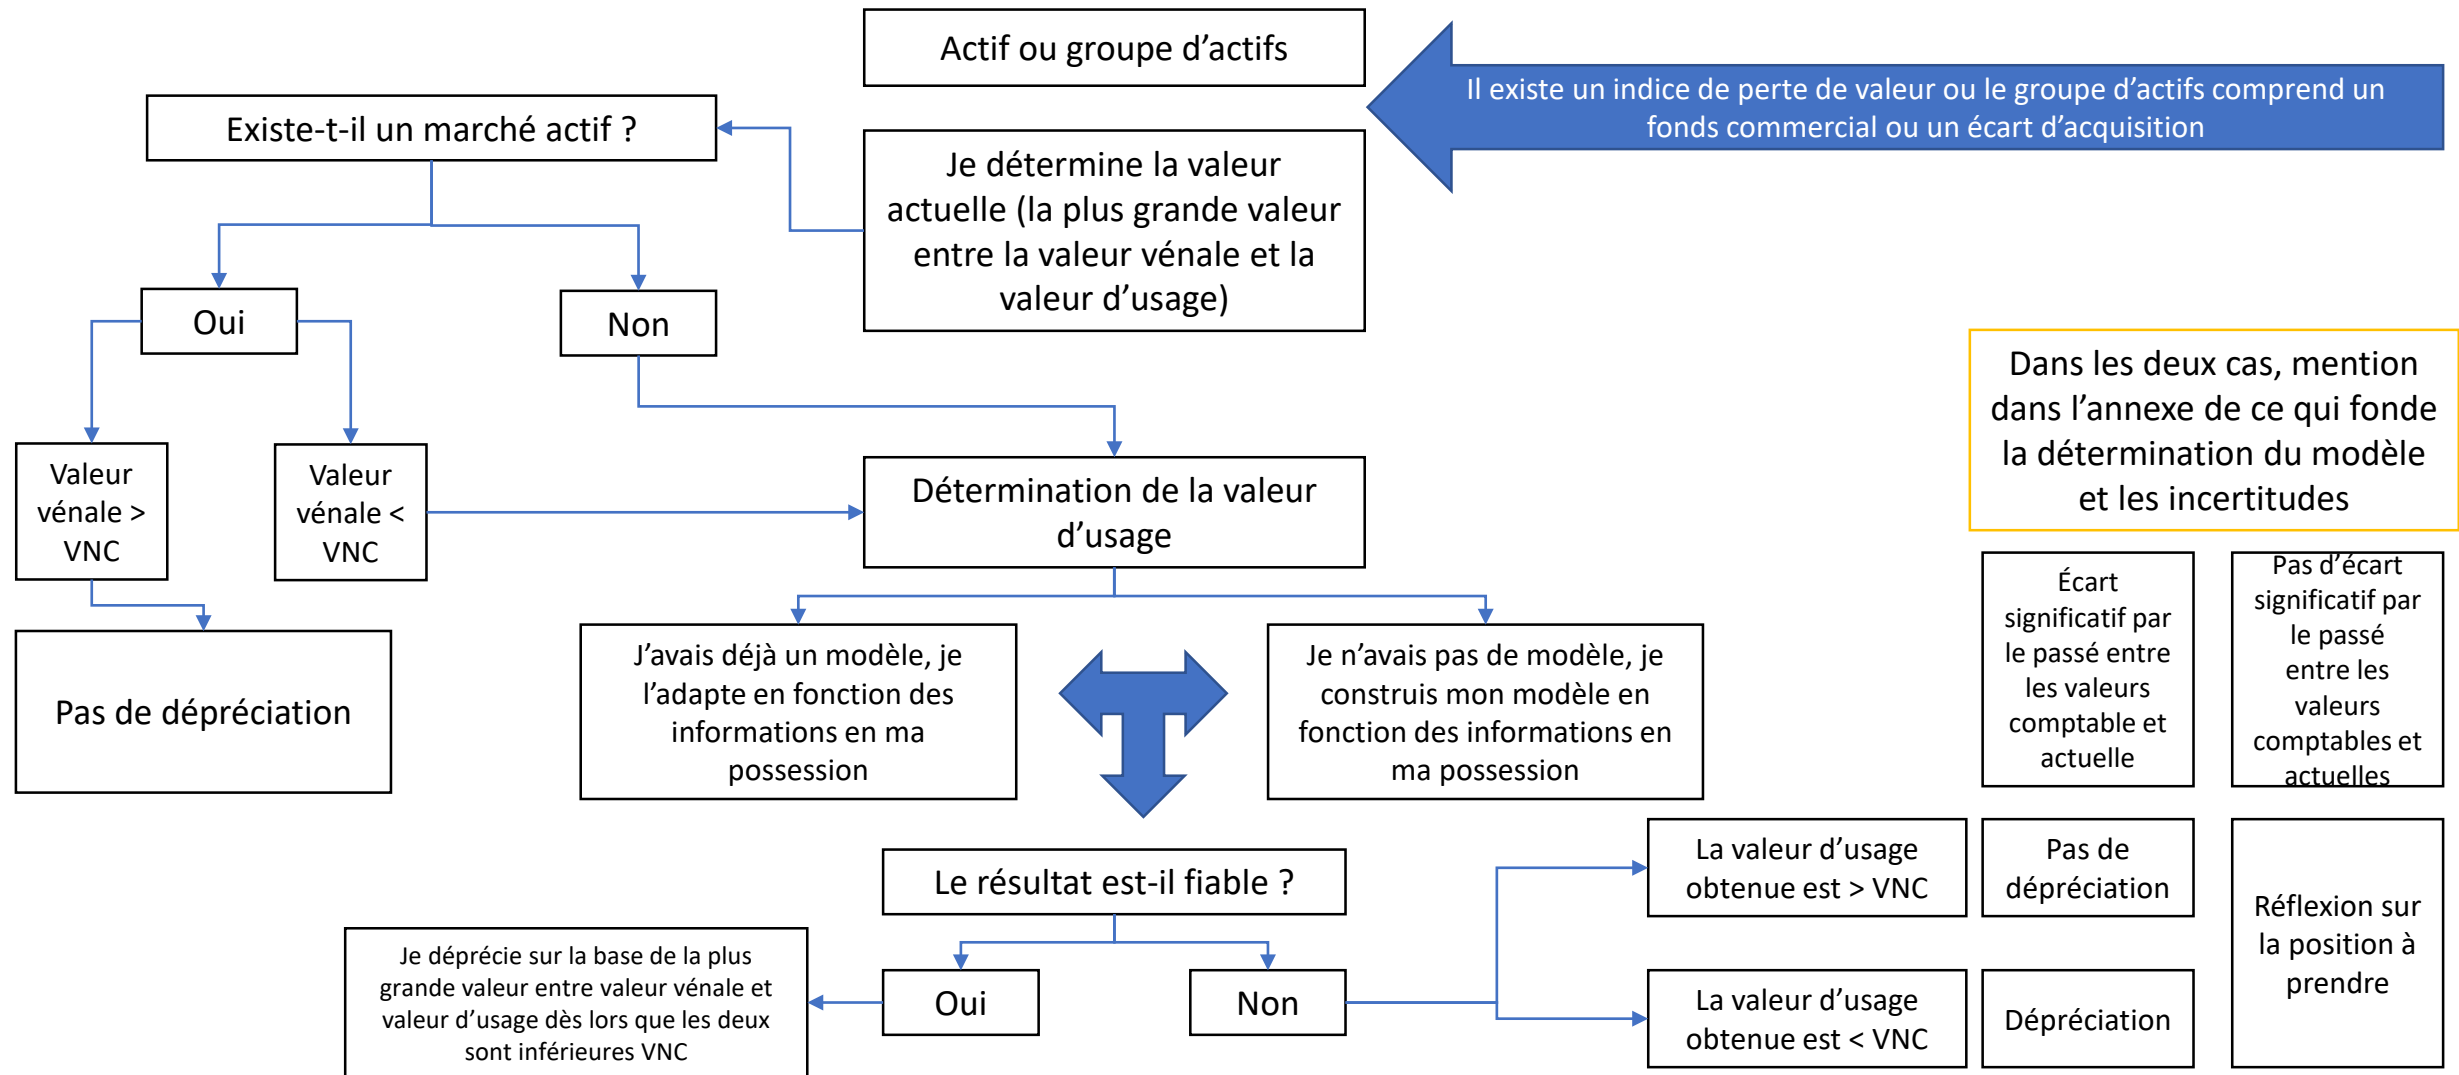 Actif ou groupe d’actifs
Il existe un indice de perte de valeur ou le groupe d’actifs comprend un
fonds commercial ou un écart d’acquisition
Existe-t-il un marché actif ?
Je détermine la valeur
actuelle (la plus grande valeur
entre la valeur vénale et la
valeur d’usage)
Oui
Non
Dans les deux cas, mention
dans l’annexe de ce qui fonde
la détermination du modèle
et les incertitudes
Valeur
vénale >
VNC
Valeur
vénale <
VNC
Détermination de la valeur
d’usage
Écart
significatif par
le passé entre
les valeurs
comptable et
actuelle
Pas d’écart
significatif par
le passé
entre les
valeurs
comptables et
actuelles
Pas de dépréciation
J’avais déjà un modèle, je
l’adapte en fonction des
informations en ma
possession
Je n’avais pas de modèle, je
construis mon modèle en
fonction des informations en
ma possession
Le résultat est-il fiable ?
La valeur d’usage
obtenue est > VNC
Pas de
dépréciation
Réflexion sur
la position à
prendre
Je déprécie sur la base de la plus
grande valeur entre valeur vénale et
valeur d’usage dès lors que les deux
sont inférieures VNC
Oui
Non
La valeur d’usage
obtenue est < VNC
Dépréciation